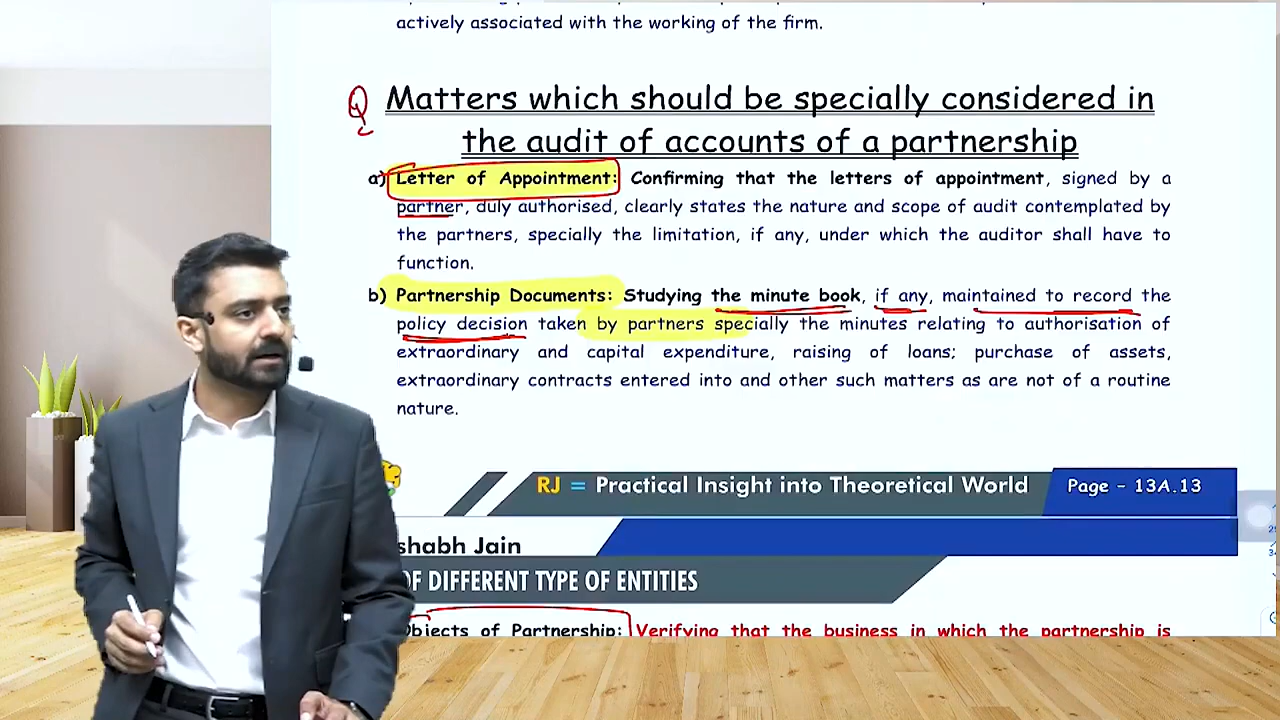 actively associated with the working of the firm.
Q
Matters which should be specially considered in
the audit of accounts of a partnership
a) Letter of Appointment: Confirming that the letters of appointment, signed by a
partner, duly authorised, clearly states the nature and scope of audit contemplated by
the partners, specially the limitation, if any, under which the auditor shall have to
function.
b) Partnership Documents: Studying the minute book, if any, maintained to record the
policy decision taken by partners specially the minutes relating to authorisation of
extraordinary and capital expenditure, raising of loans; purchase of assets,
extraordinary contracts entered into and other such matters as are not of a routine
nature.
RJ = Practical Insight into Theoretical World
Page – 13A.13
shabh Jain
OF DIFFERENT TYPE OF ENTITIES
Objects of Partnership: Verifying that the business in which the partnership is